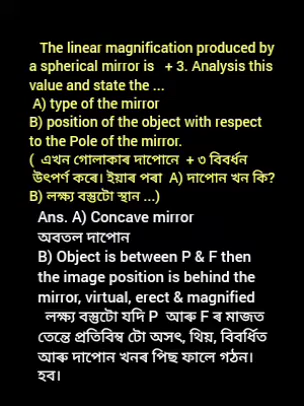 The linear magnification produced by
a spherical mirror is + 3. Analysis this
value and state the ...
A) type of the mirror
B) position of the object with respect
to the Pole of the mirror.
( এখন গোলাকাৰ দাপোনে + ৩ বিবৰ্ধন
উৎপৰ্ণ কৰে। ইয়াৰ পৰা A) দাপোন খন কি?
B) লক্ষ্য বস্তুটো স্থান ...)
Ans. A) Concave mirror
অবতল দাপোন
B) Object is between P & F then
the image position is behind the
mirror, virtual, erect & magnified
লক্ষ্য বস্তুটো যদি P আৰু F ৰ মাজত
তেন্তে প্ৰতিবিম্ব টো অসৎ, থিয়, বিবৰ্ধিত
আৰু দাপোন খনৰ পিছ ফালে গঠন।
হব।